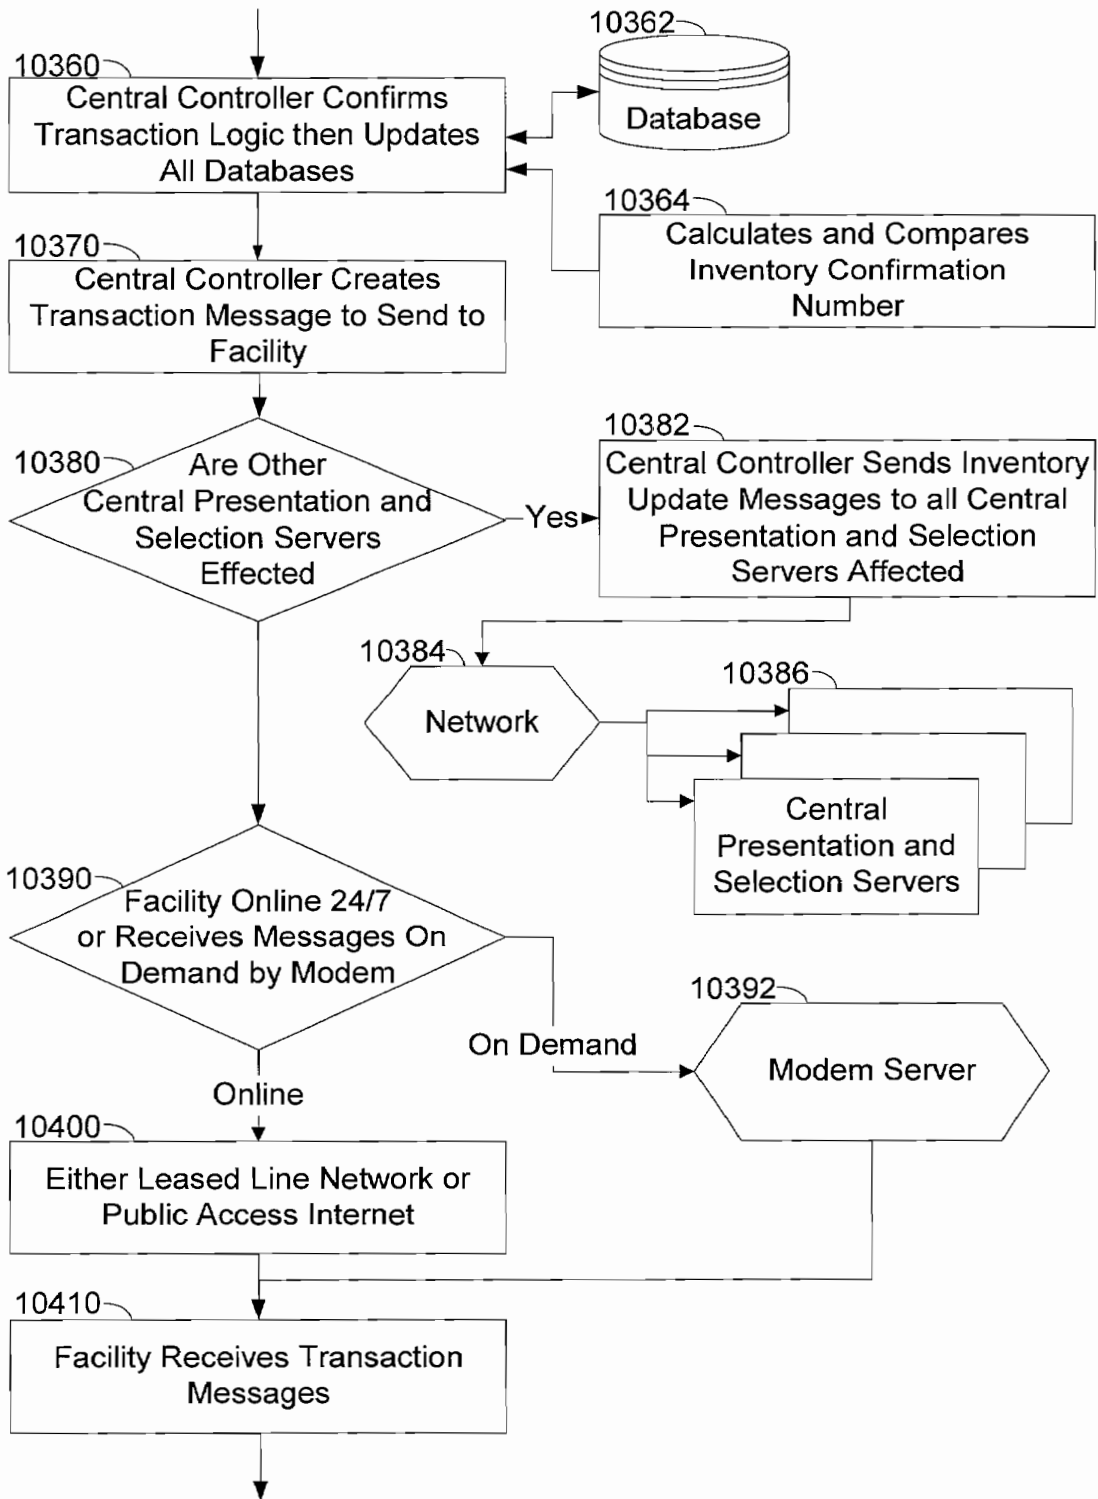 10362
10360
Central Controller Confirms
Transaction Logic then Updates
All Databases
Database
10364
Calculates and Compares
Inventory Confirmation
Number
10370
Central Controller Creates
Transaction Message to Send to
Facility
10380
Are Other
Central Presentation and
Selection Servers
Effected
Yes
10382
Central Controller Sends Inventory
Update Messages to all Central
Presentation and Selection
Servers Affected
10384
Network
10386
Central
Presentation and
Selection Servers
10390
Facility Online 24/7
or Receives Messages On
Demand by Modem
On Demand
10392
Modem Server
Online
10400
Either Leased Line Network or
Public Access Internet
10410
Facility Receives Transaction
Messages